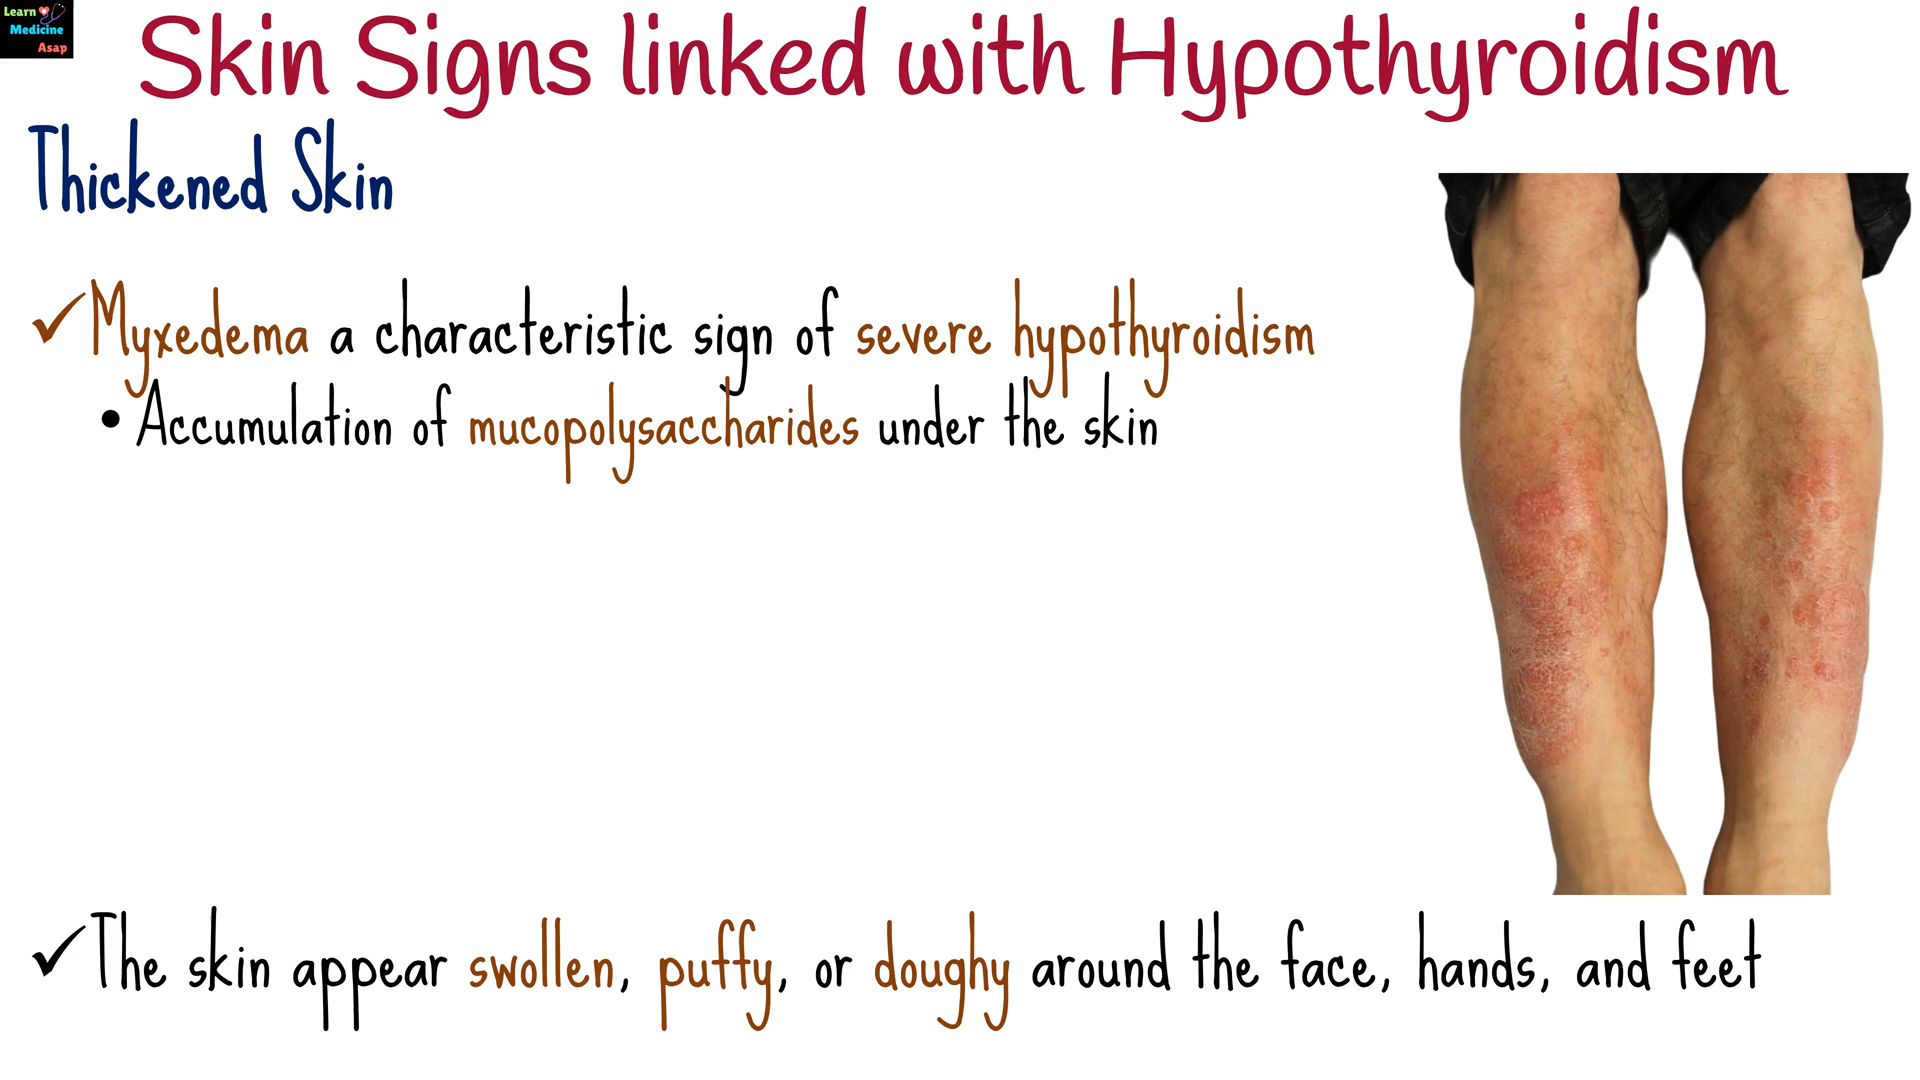 Learn
Medicine
Asap
Skin Signs linked with Hypothyroidism
Thickened Skin
✓Myxedema a characteristic sign of severe hypothyroidism
• Accumulation of mucopolysaccharides under the skin
✓The skin appear swollen, puffy, or doughy around the face, hands, and feet